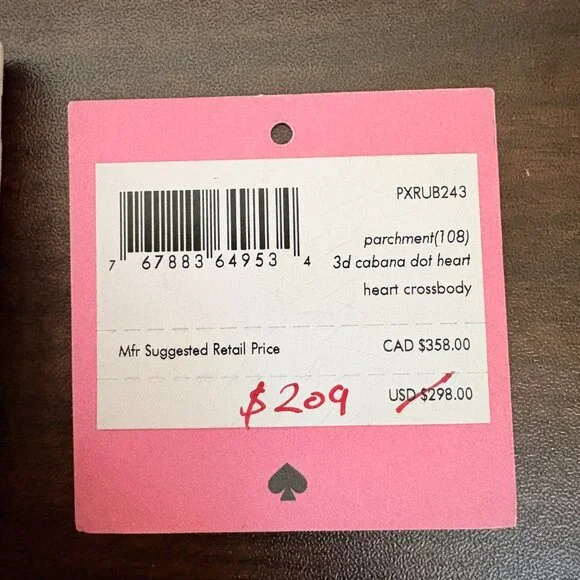 PXRUB243
parchment(108)
7 67883 64953 4 3d cabana dot heart
heart crossbody
Mfr Suggested Retail Price CAD $358.00
$209 USD $298.00